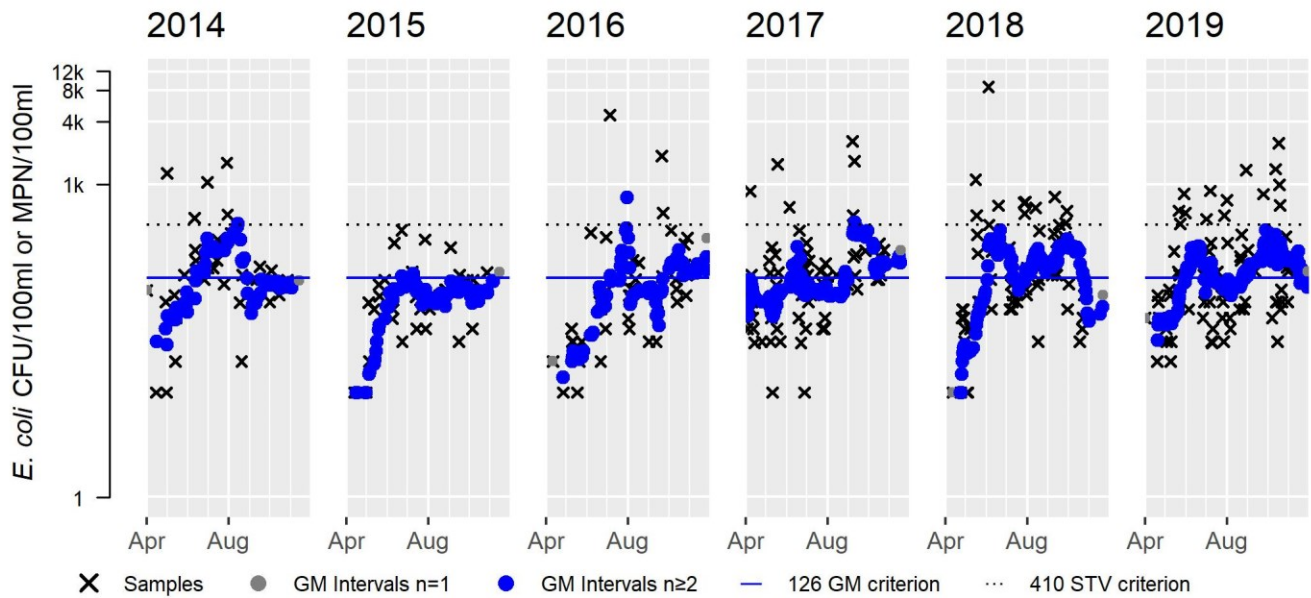 2014 2015 2016 2017 2018 2019
12k
8k
4k
1k
1
E. coli CFU/100ml or MPN/100ml
Apr Aug Apr Aug Apr Aug Apr Aug Apr Aug Apr Aug
Samples GM Intervals n=1 GM Intervals n≥2 126 GM criterion 410 STV criterion